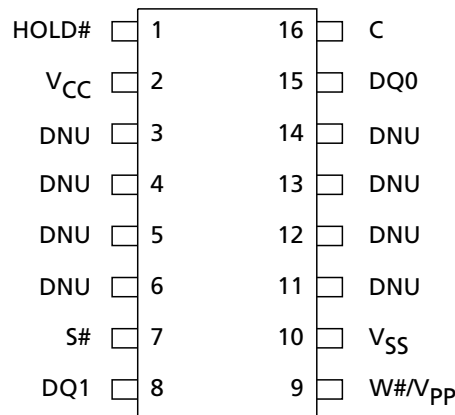 HOLD# 1 16 C
VCC 2 15 DQ0
DNU 3 14 DNU
DNU 4 13 DNU
DNU 5 12 DNU
DNU 6 11 DNU
S# 7 10 VSS
DQ1 8 9 W#/VPP